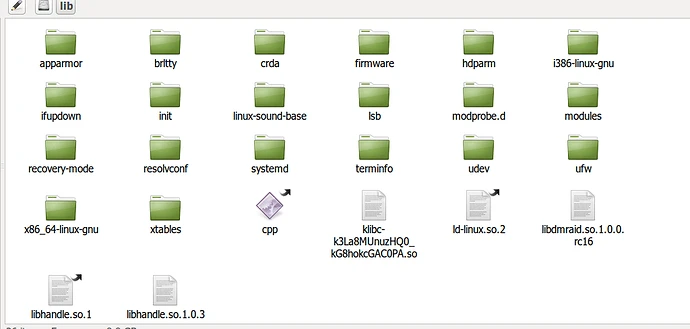 lib
apparmor brltty crda firmware hdparm i386-linux-gnu
ifupdown init linux-sound-base lsb modprobe.d modules
recovery-mode resolvconf systemd terminfo udev ufw
x86_64-linux-gnu xtables cpp klibc- ld-linux.so.2 libdmraid.so.1.0.0.
k3La8MUnuzHQ0_ rc16
kG8hokcGAC0PA.so
libhandle.so.1 libhandle.so.1.0.3